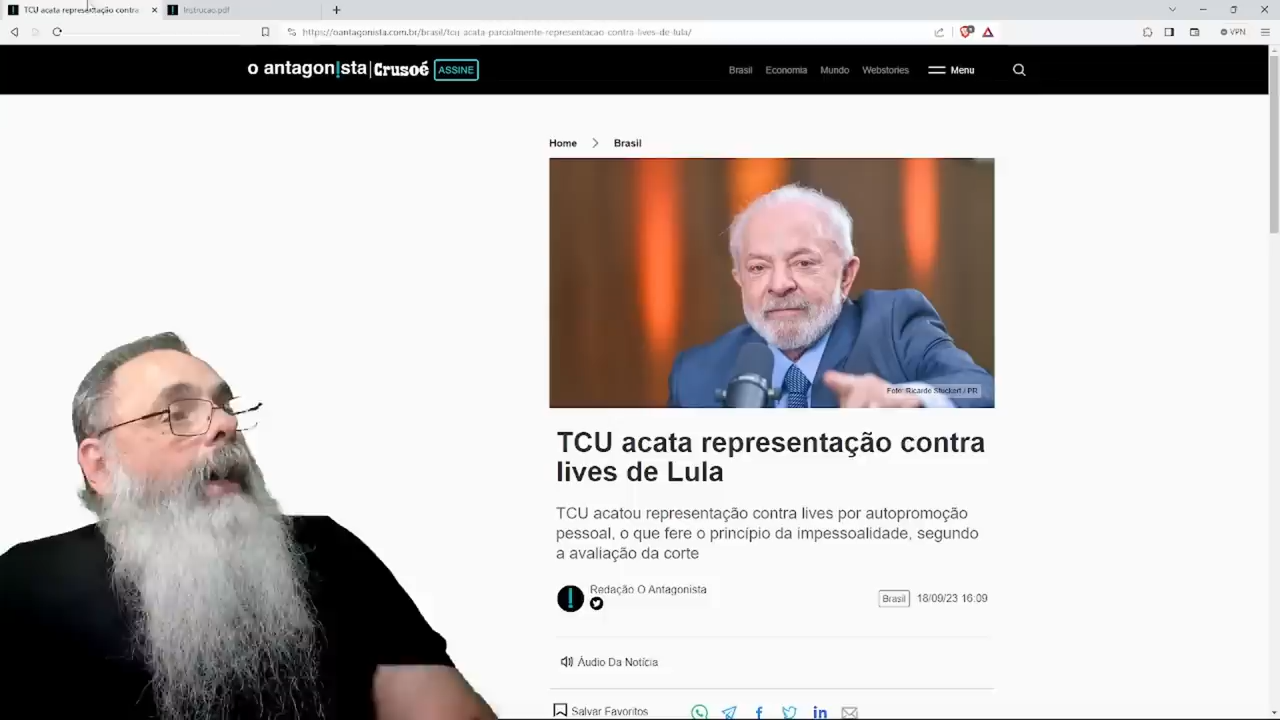 TCU acata representação contra
Instrucao.pdf
https://oantagonista.com.br/brasil/tcu-acata-parcialmente-representacao-contra-lives-de-lula/
VPN
o antagon!sta|Crusoé ASSINE
Brasil Economia Mundo Webstories Menu
Home > Brasil
Foto: Ricardo Stuckert / PR
TCU acata representação contra
lives de Lula
TCU acatou representação contra lives por autopromoção
pessoal, o que fere o princípio da impessoalidade, segundo
a avaliação da corte
Redação O Antagonista
Brasil 18/09/23 16:09
Áudio Da Notícia
Salvar Favoritos